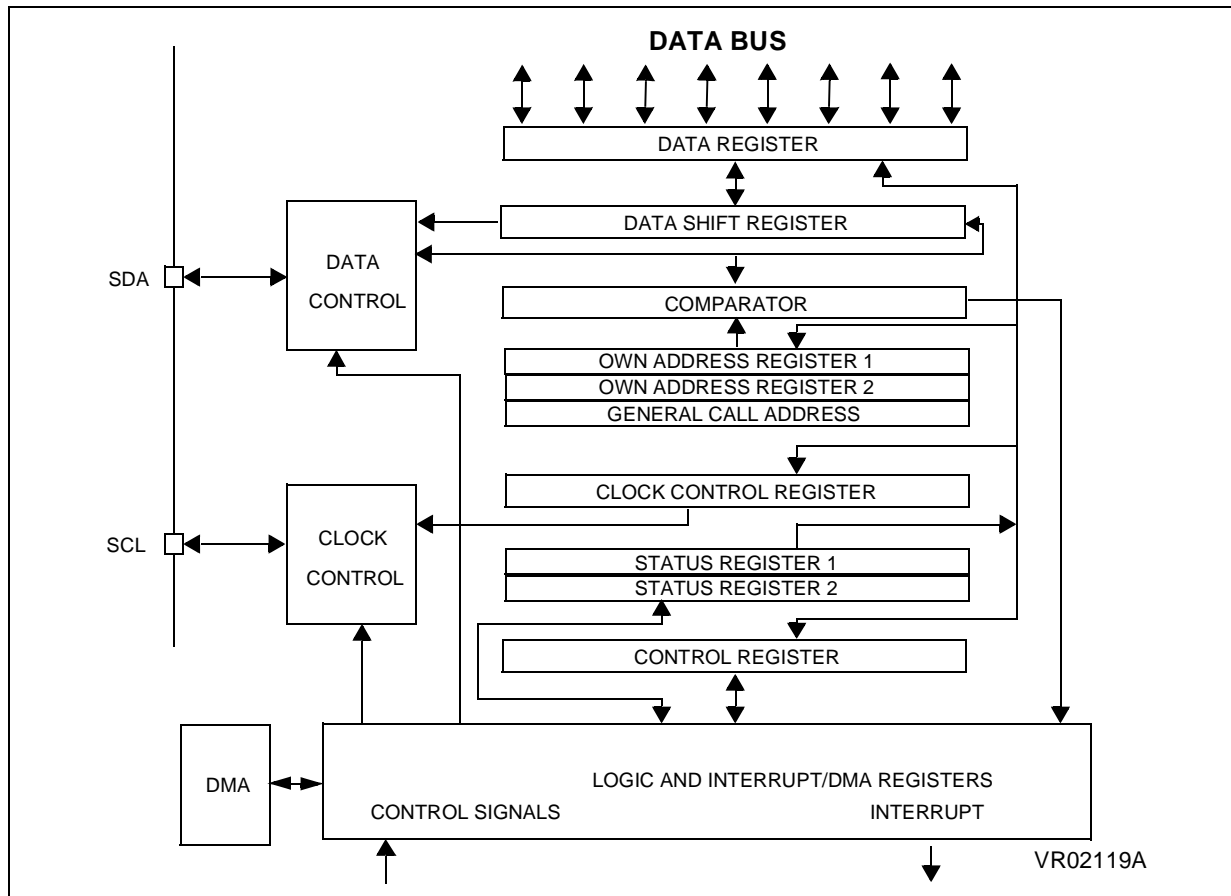 DATA BUS
DATA REGISTER
DATA SHIFT REGISTER
DATA
CONTROL
SDA
COMPARATOR
OWN ADDRESS REGISTER 1
OWN ADDRESS REGISTER 2
GENERAL CALL ADDRESS
CLOCK CONTROL REGISTER
SCL
CLOCK
CONTROL
STATUS REGISTER 1
STATUS REGISTER 2
CONTROL REGISTER
DMA
LOGIC AND INTERRUPT/DMA REGISTERS
CONTROL SIGNALS
INTERRUPT
VR02119A